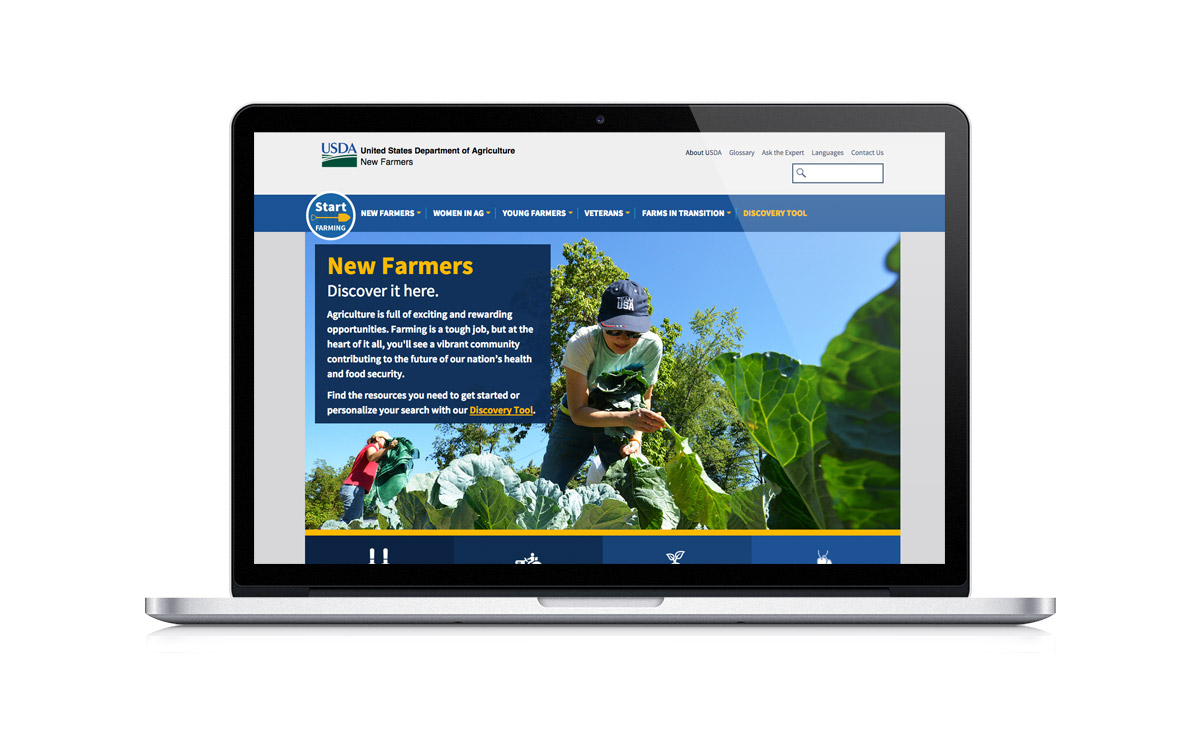 USDA
United States Department of Agriculture
New Farmers
About USDA Glossary Ask the Expert Languages Contact Us
Start
FARMING
NEW FARMERS WOMEN IN AG YOUNG FARMERS VETERANS FARMS IN TRANSITION DISCOVERY TOOL
New Farmers
Discover it here.
Agriculture is full of exciting and rewarding
opportunities. Farming is a tough job, but at the
heart of it all, you'll see a vibrant community
contributing to the future of our nation's health
and food security.
Find the resources you need to get started or
personalize your search with our Discovery Tool.
TEAM
USA